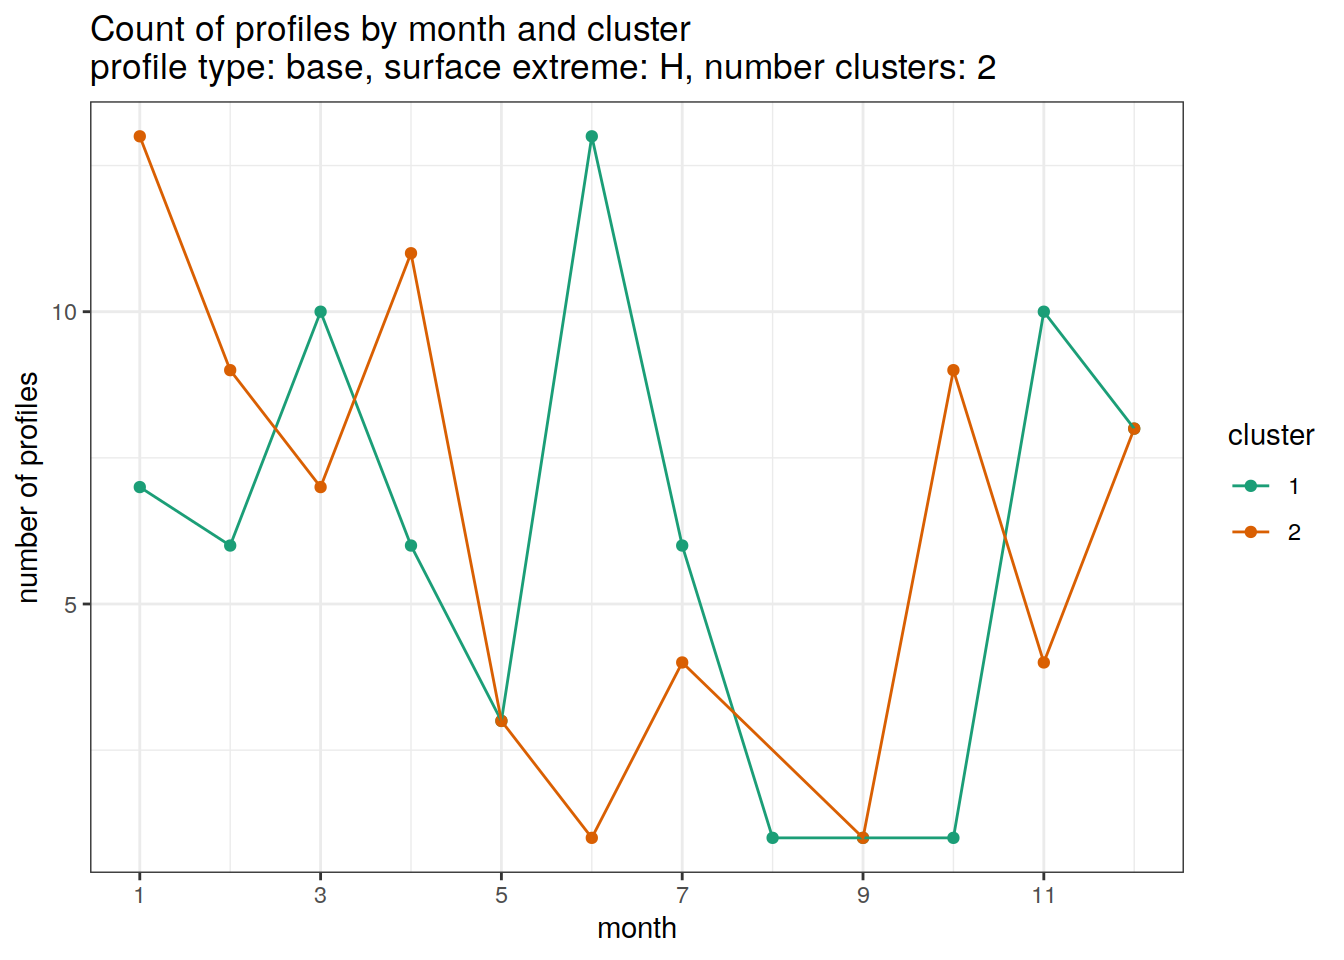 Count of profiles by month and cluster
profile type: base, surface extreme: H, number clusters: 2
number of profiles
10
5
1 3 5 7 9 11
month
cluster
1
2